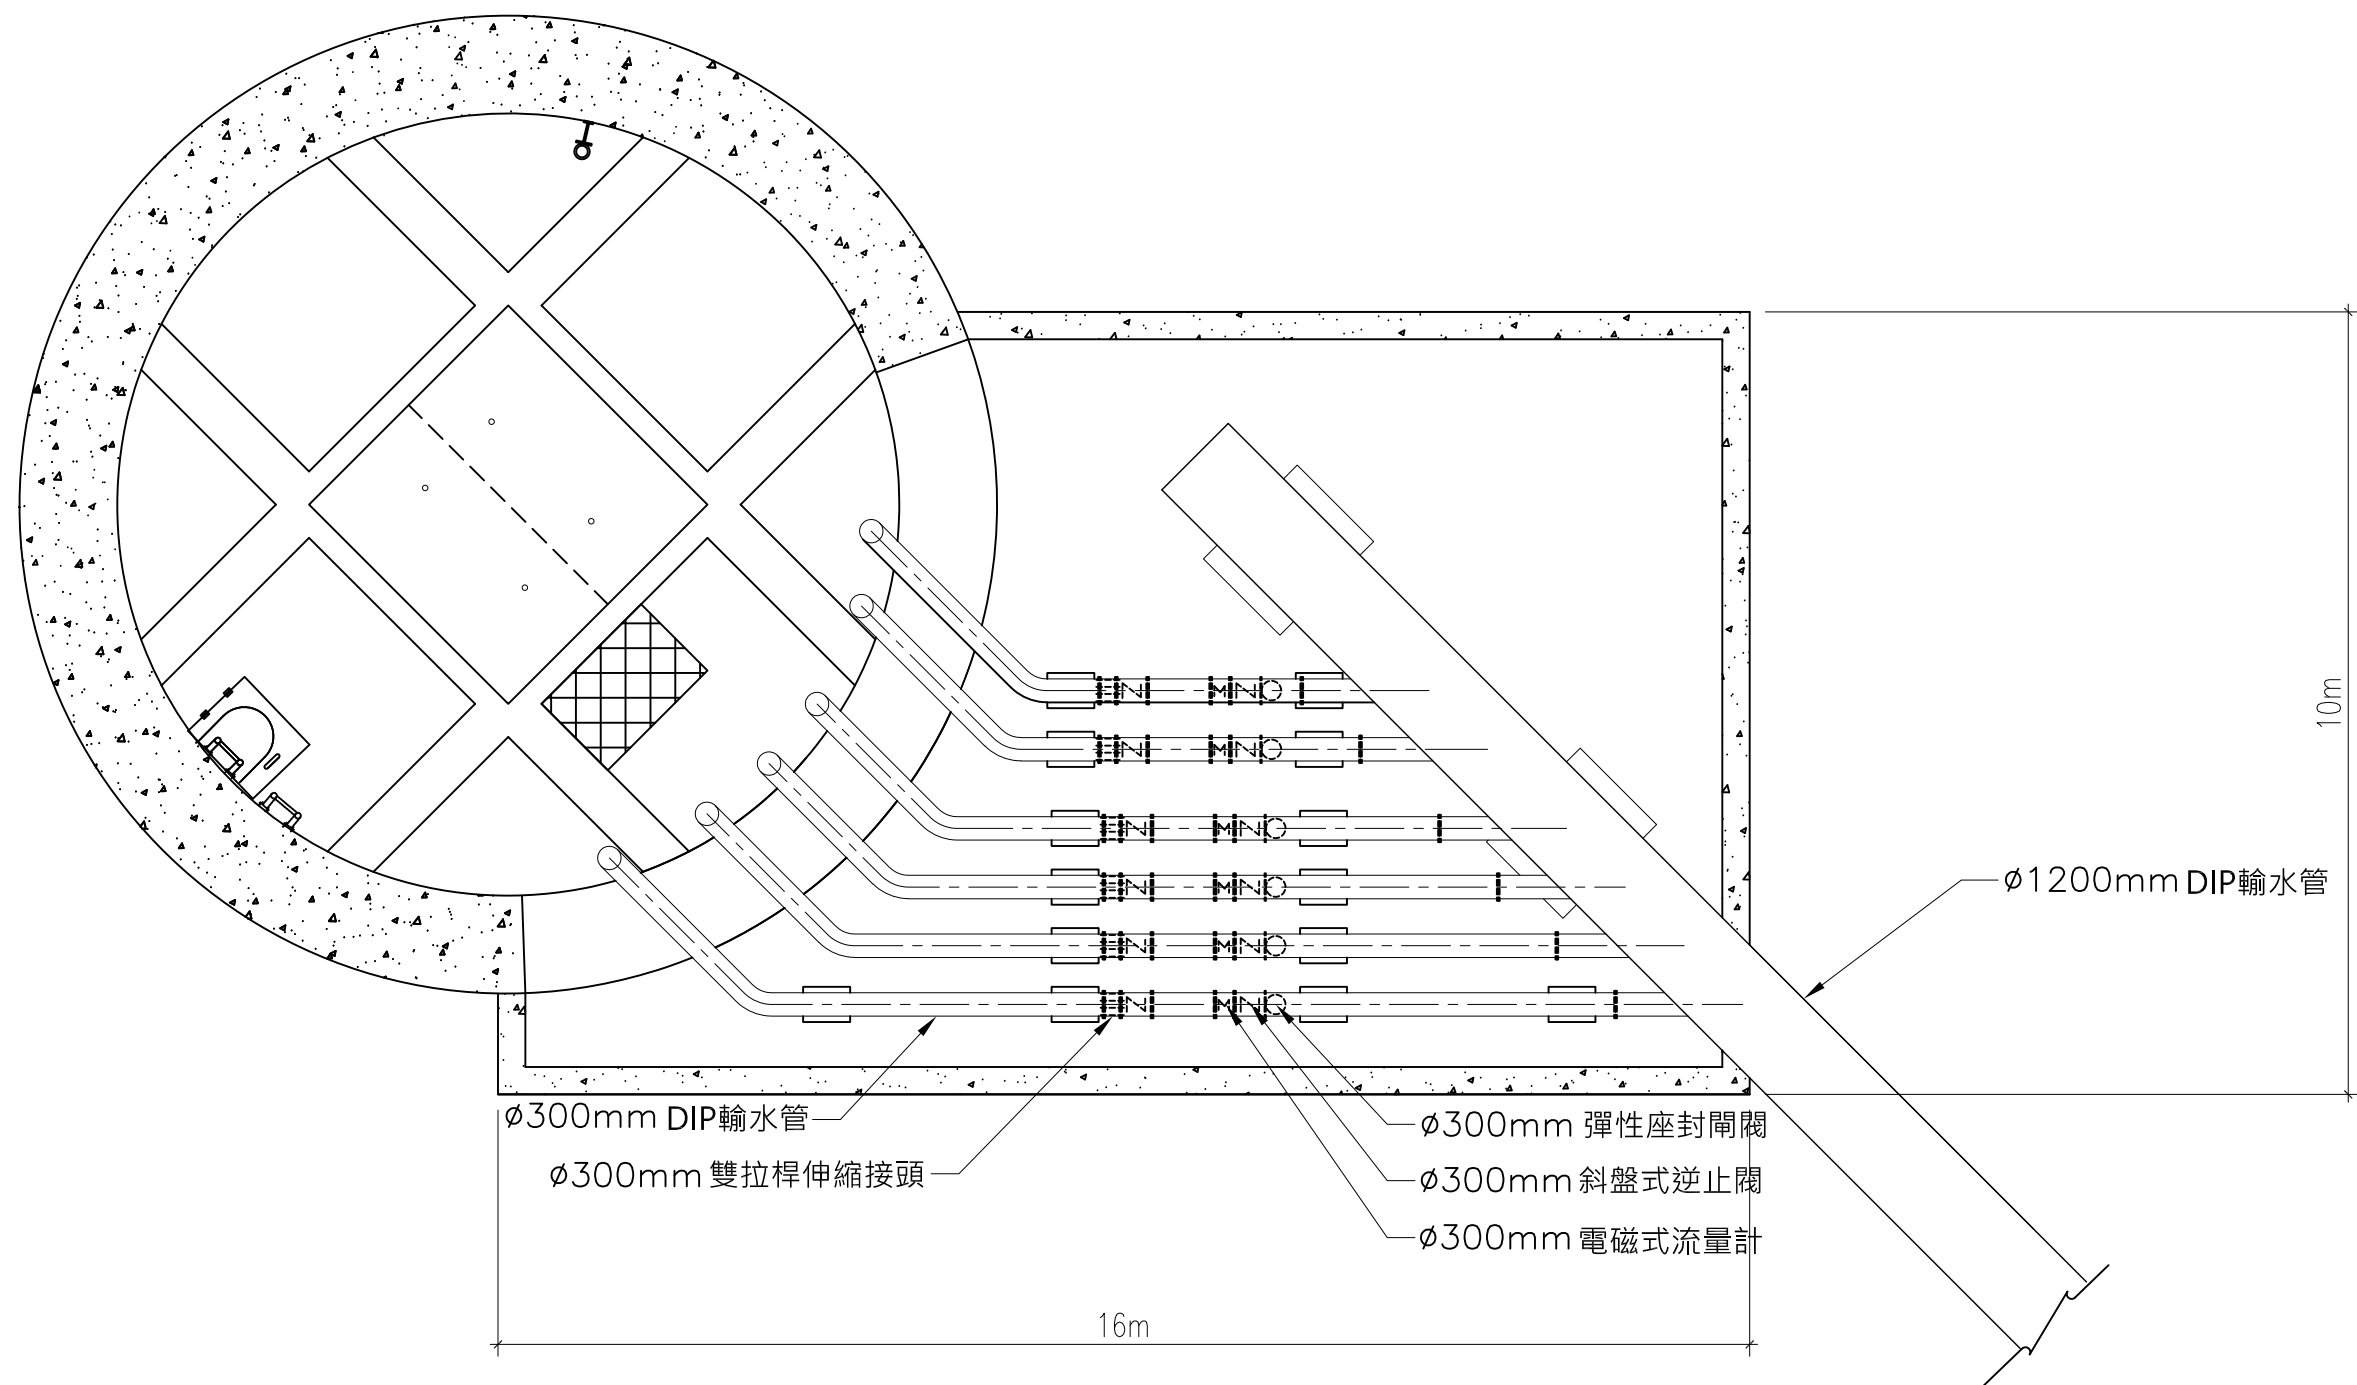 10m
Ø1200mm DIP輸水管
Ø300mm DIP輸水管
Ø300mm 彈性座封閘閥
Ø300mm 雙拉桿伸縮接頭
Ø300mm 斜盤式逆止閥
Ø300mm 電磁式流量計
16m